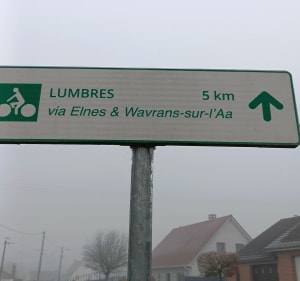 LUMBRES 5 km
via Elnes & Wavrans-sur-l'Aa